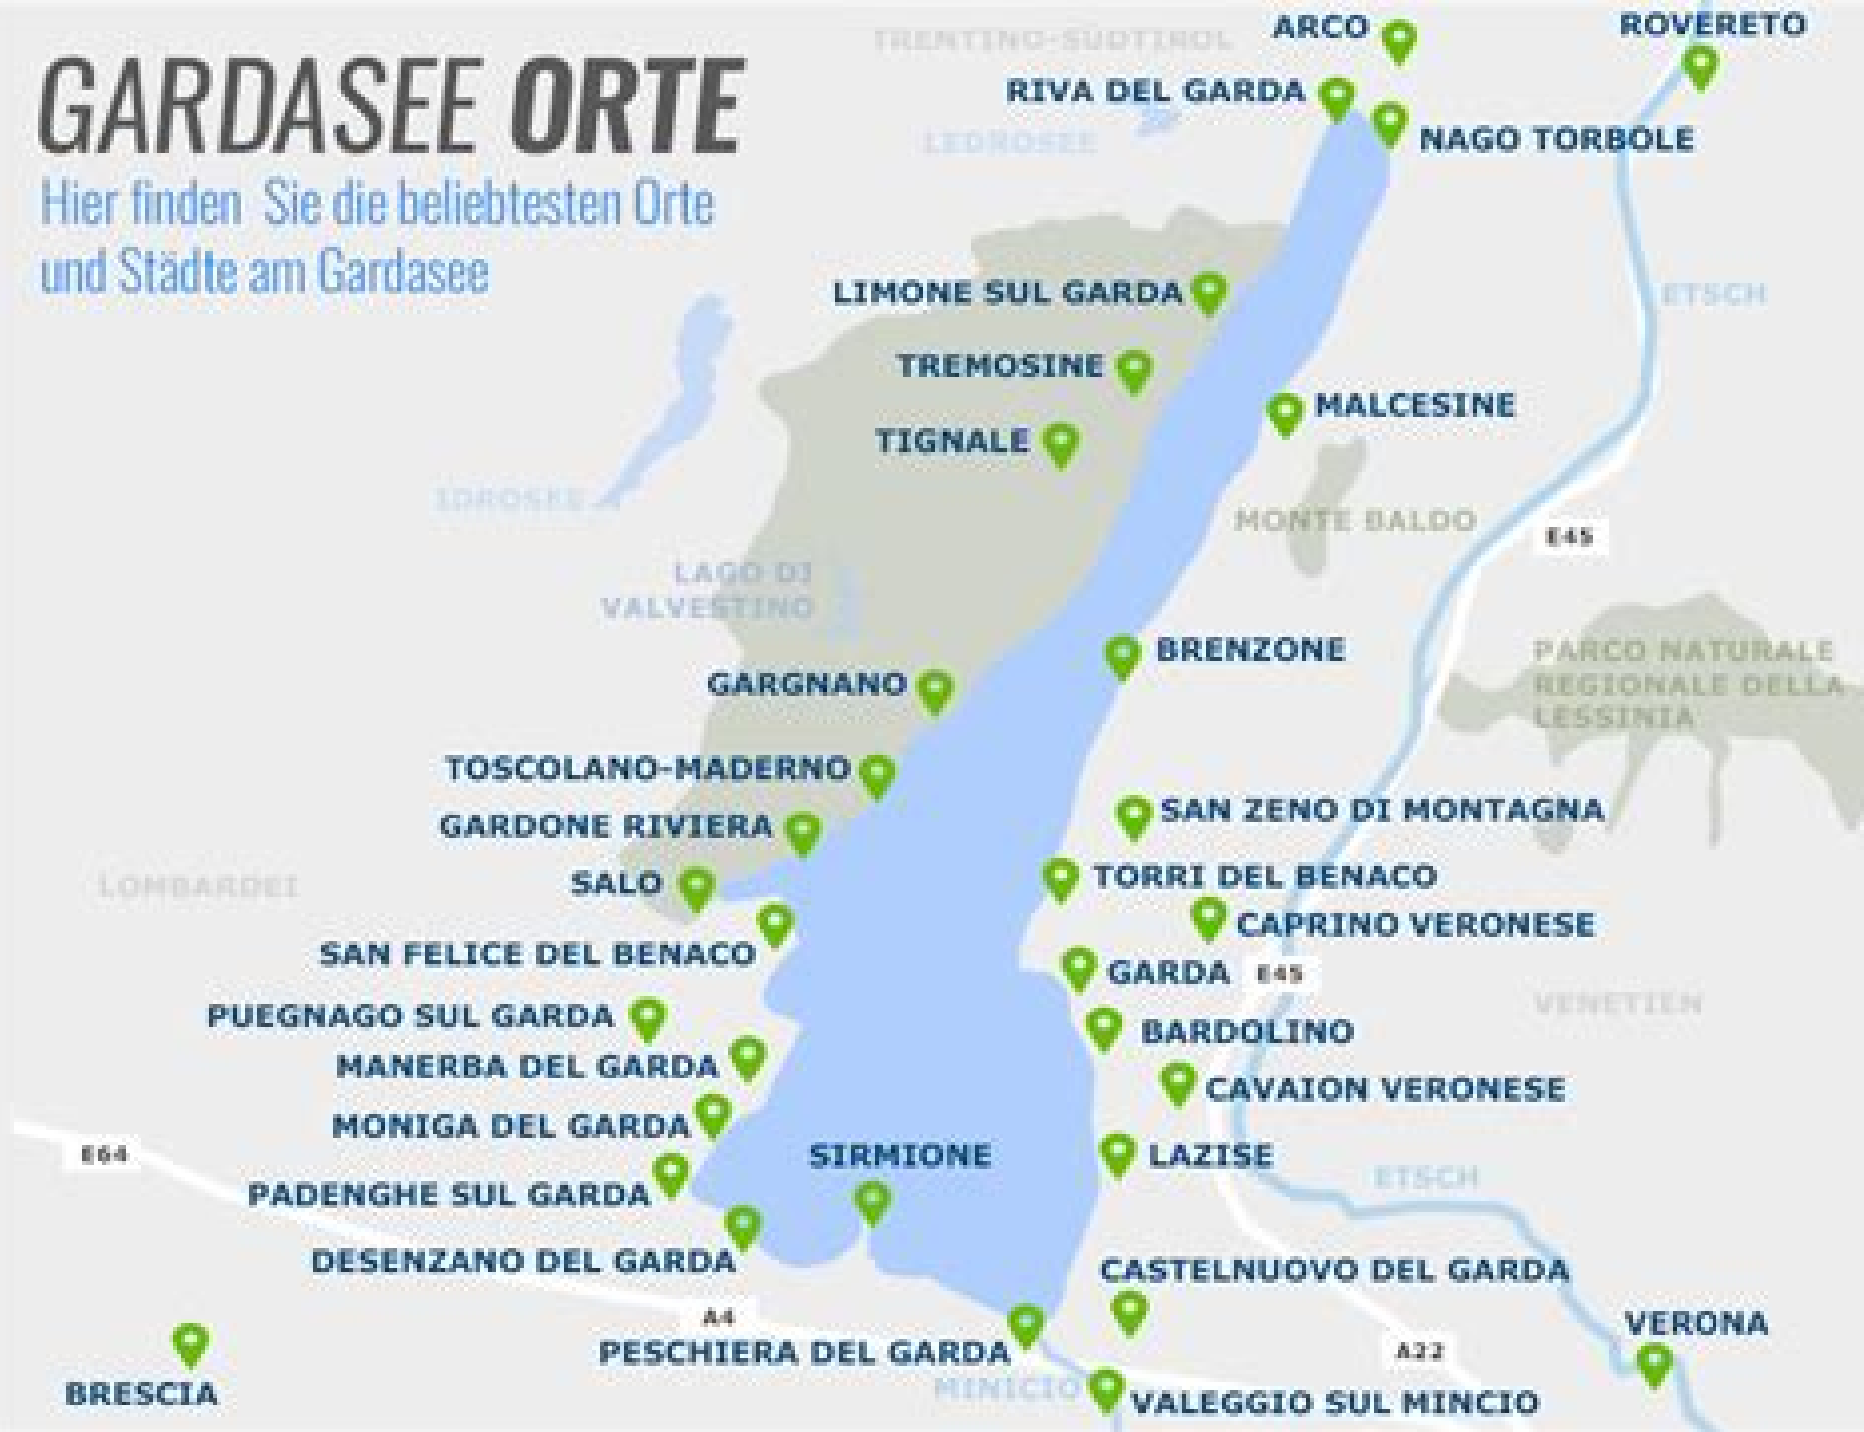 GARDASEE ORTE
Hier finden Sie die beliebtesten Orte
und Städte am Gardasee
TRENTINO-SÜDTIROL
ARCO
ROVERETO
RIVA DEL GARDA
LEDROSEE
NAGO TORBOLE
LIMONE SUL GARDA
ETSCH
TREMOSINE
MALCESINE
TIGNALE
IDROSEE
MONTE BALDO
E45
LAGO DI
VALVESTINO
BRENZONE
PARCO NATURALE
REGIONALE DELLA
LESSINIA
GARGNANO
TOSCOLANO-MADERNO
SAN ZENO DI MONTAGNA
GARDONE RIVIERA
SALO
TORRI DEL BENACO
LOMBARDEI
CAPRINO VERONESE
SAN FELICE DEL BENACO
GARDA
E45
VENETIEN
PUEGNAGO SUL GARDA
BARDOLINO
MANERBA DEL GARDA
CAVAION VERONESE
MONIGA DEL GARDA
E64
SIRMIONE
LAZISE
ETSCH
PADENGHE SUL GARDA
DESENZANO DEL GARDA
CASTELNUOVO DEL GARDA
A4
VERONA
PESCHIERA DEL GARDA
A22
MINICIO
BRESCIA
VALEGGIO SUL MINCIO